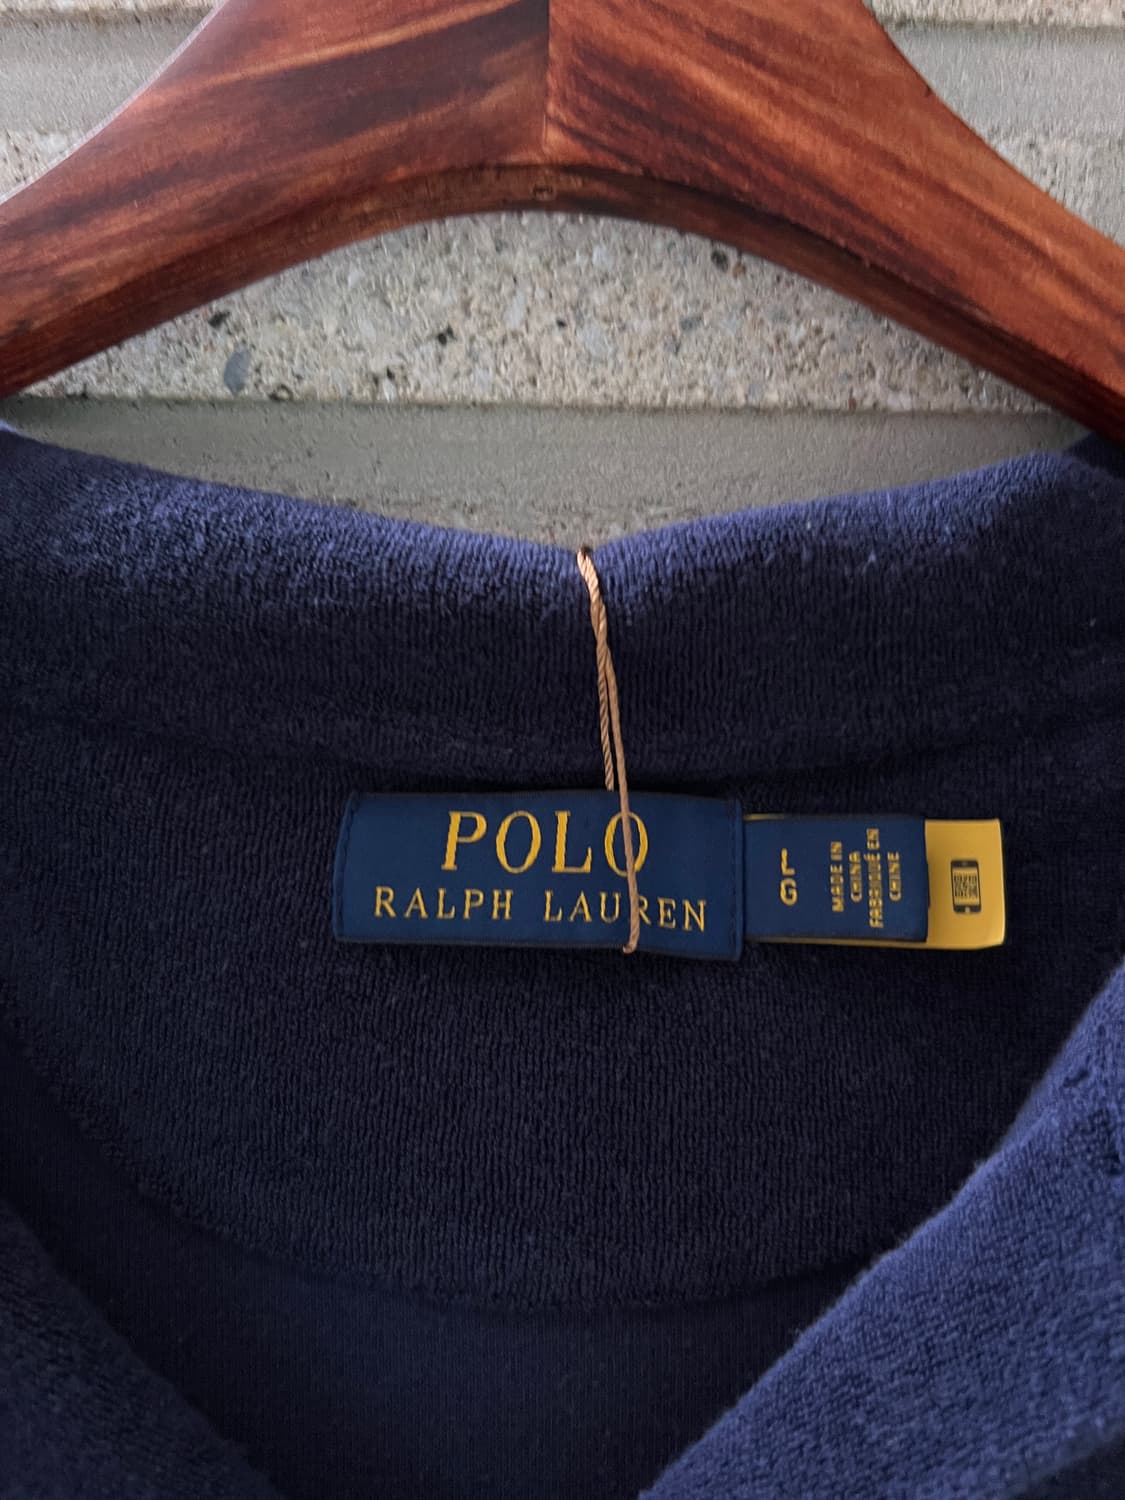 POLO
RALPH LAUREN
L
G
MADE IN
CHINA
FABRIQUÉ EN
CHINE